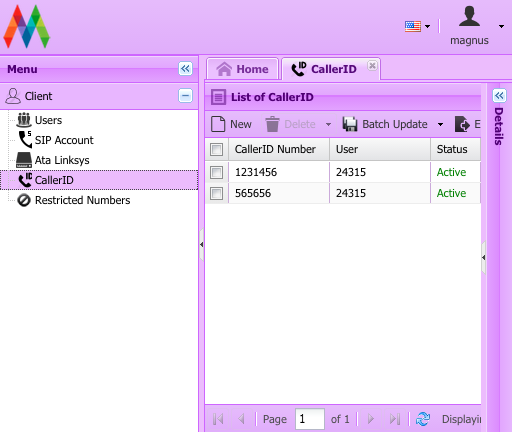 magnus
Menu
Client
Users
SIP Account
Ata Linksys
CallerID
Restricted Numbers
Home
CallerID
List of CallerID
New Delete Batch Update E
CallerID Number User Status
1231456 24315 Active
565656 24315 Active
Page 1 of 1 Displayin
Details